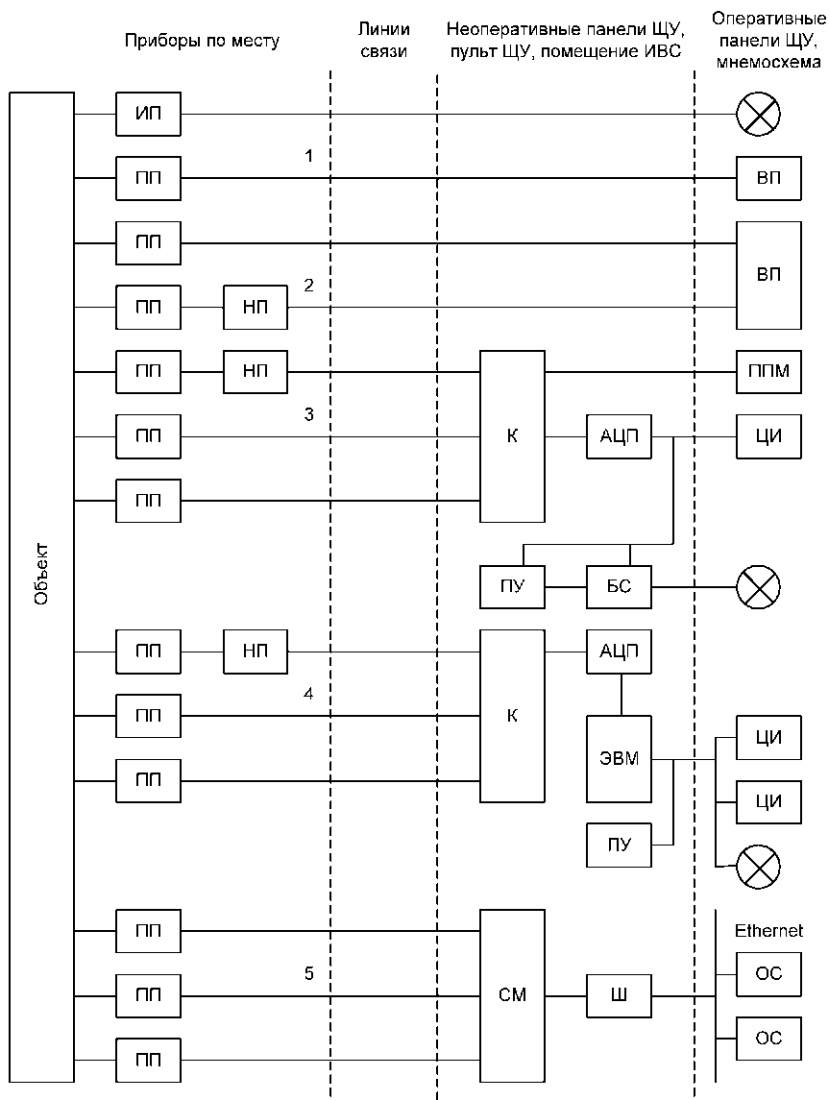 Приборы по месту
Линии
связи
Неоперативные панели ЩУ,
пульт ЩУ, помещение ИВС
Оперативные
панели ЩУ,
мнемосхема
Объект
ИП
1
ПП
ВП
ПП
ВП
2
ПП
НП
ПП
НП
К
ППМ
3
ПП
АЦП
ЦИ
ПП
ПУ
БС
ПП
НП
К
АЦП
4
ПП
ЭВМ
ЦИ
ПП
ЦИ
ПУ
ПП
СМ
Ethernet
5
ПП
Ш
ОС
ПП
ОС